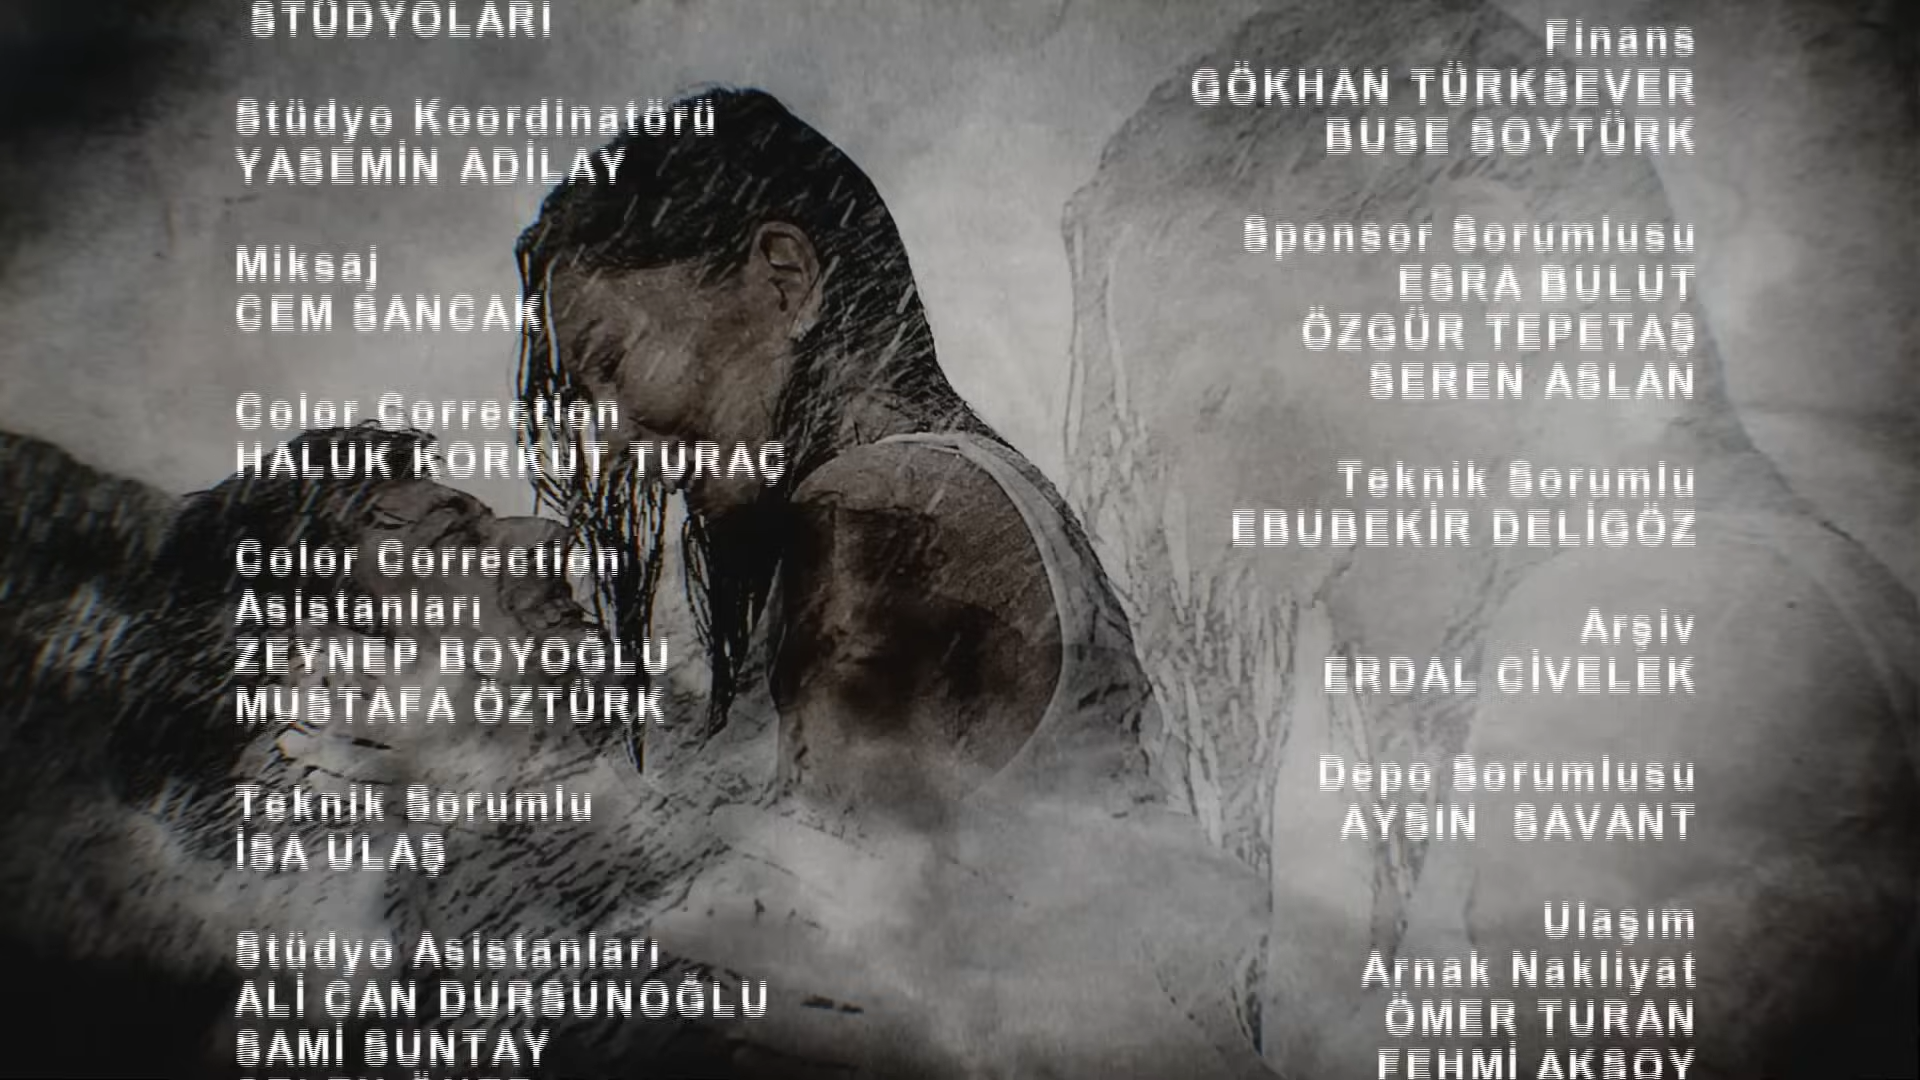 STÜDYOLARI
Stüdyo Koordinatörü
YASEMİN ADİLAY
Miksaj
CEM SANCAK
Color Correction
HALUK KORKUT TURAÇ
Color Correction
Asistanları
ZEYNEP BOYOĞLU
MUSTAFA ÖZTÜRK
Teknik Sorumlu
İSA ULAŞ
Stüdyo Asistanları
ALİ CAN DURSUNOĞLU
SAMİ SUNTAY
Finans
GÖKHAN TÜRKSEVER
BUSE SOYTÜRK
Sponsor Sorumlusu
ESRA BULUT
ÖZGÜR TEPETAŞ
SEREN ASLAN
Teknik Sorumlu
EBUBEKİR DELİGÖZ
Arşiv
ERDAL CİVELEK
Depo Sorumlusu
AYSIN SAVANT
Ulaşım
Arnak Nakliyat
ÖMER TURAN
FEHMİ AKSOY